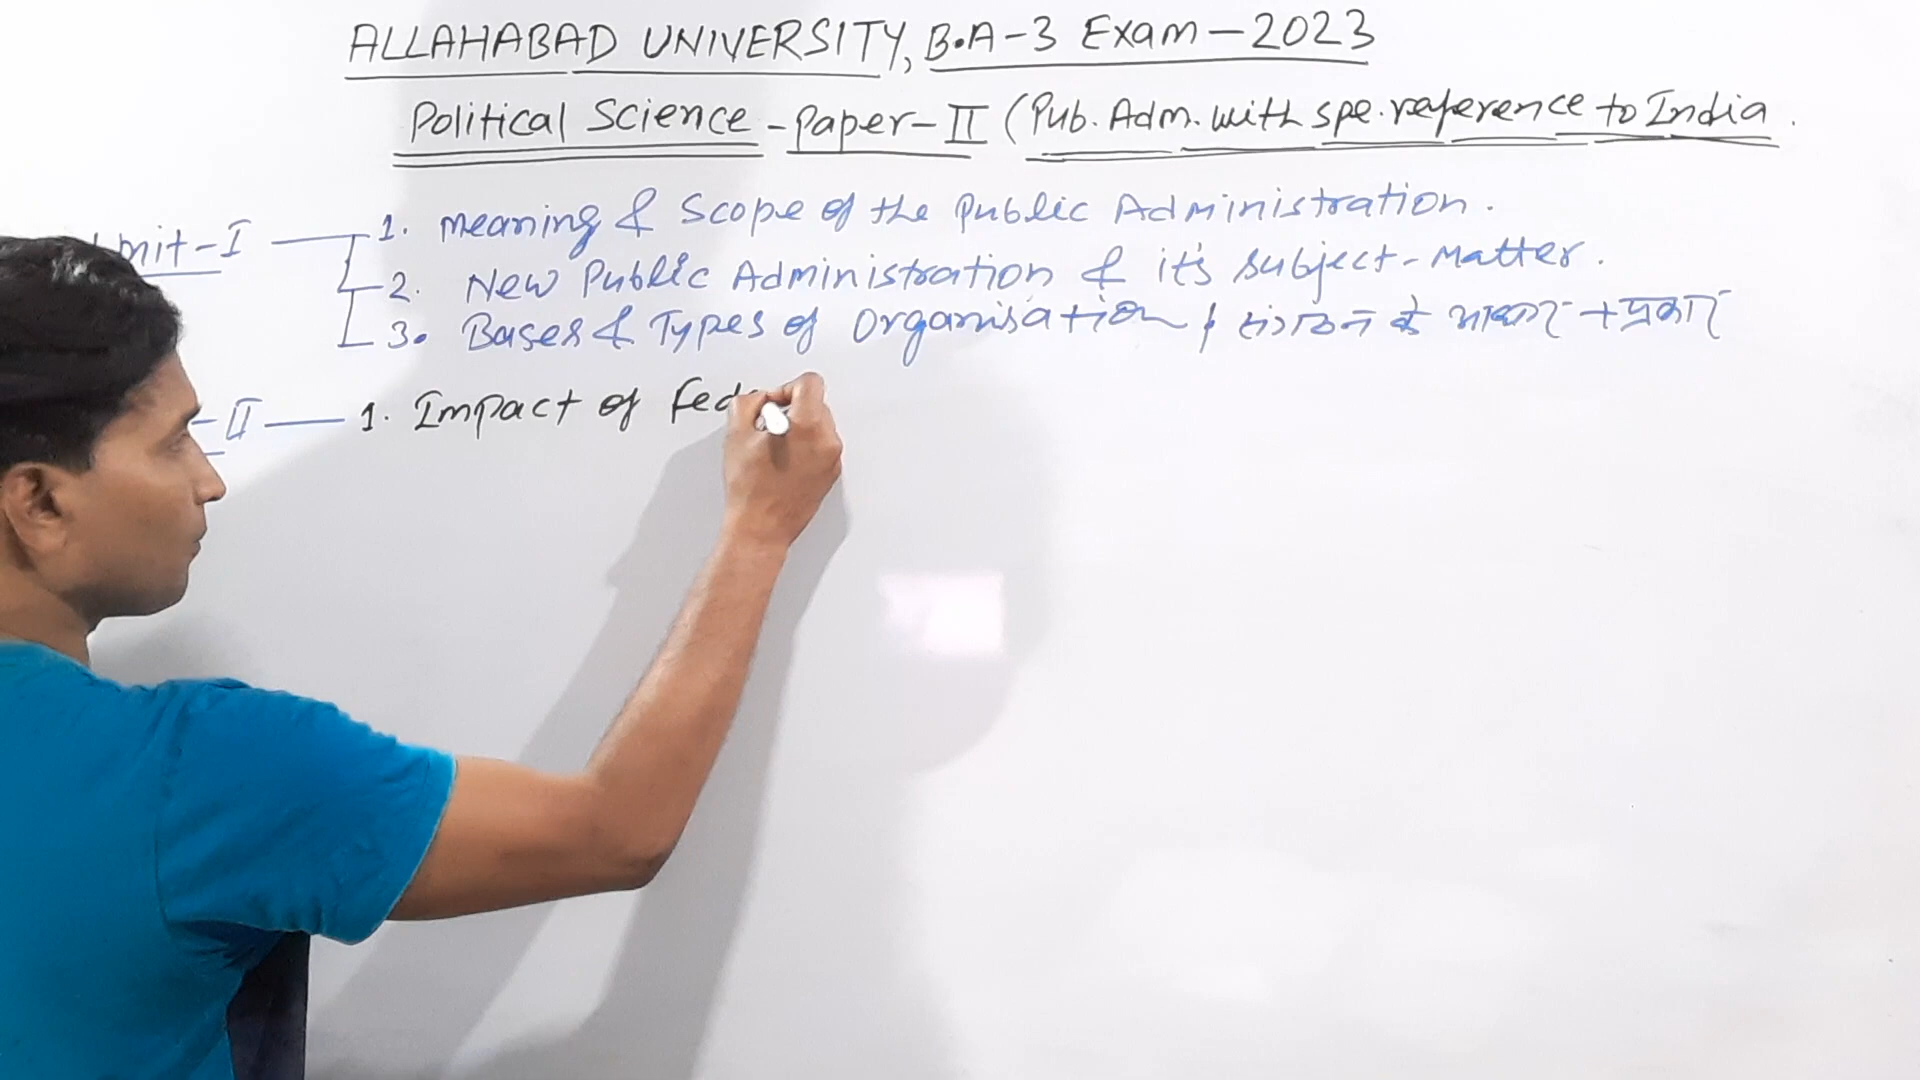 ALLAHABAD UNIVERSITY, B.A-3 Exam-2023
Political Science-Paper-II (Pub. Adm. with spe. reference to India.
Unit-I 1. Meaning & Scope of the Public Administration.
2. New Public Administration & it's Subject-Matter.
3. Bases & Types of Organisation संगठन के आकार + प्रकार
-II 1. Impact of Fed